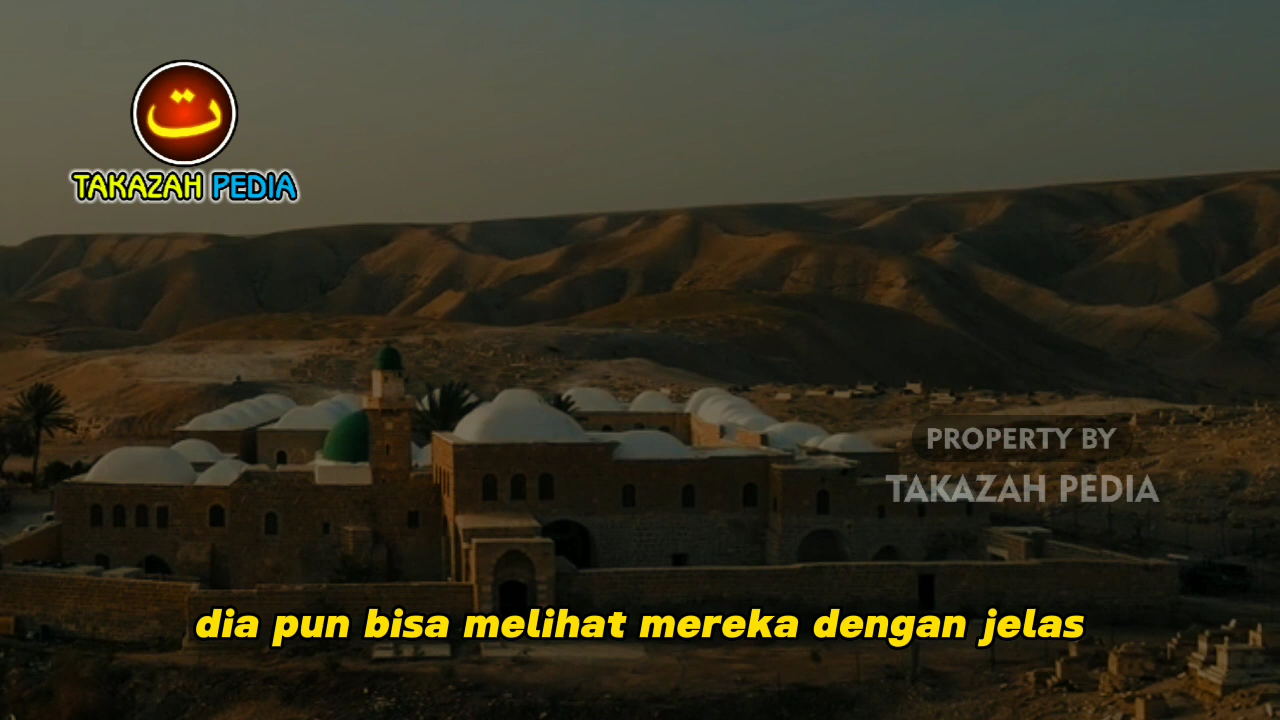 ت
TAKAZAH PEDIA
PROPERTY BY
TAKAZAH PEDIA
dia pun bisa melihat mereka dengan jelas